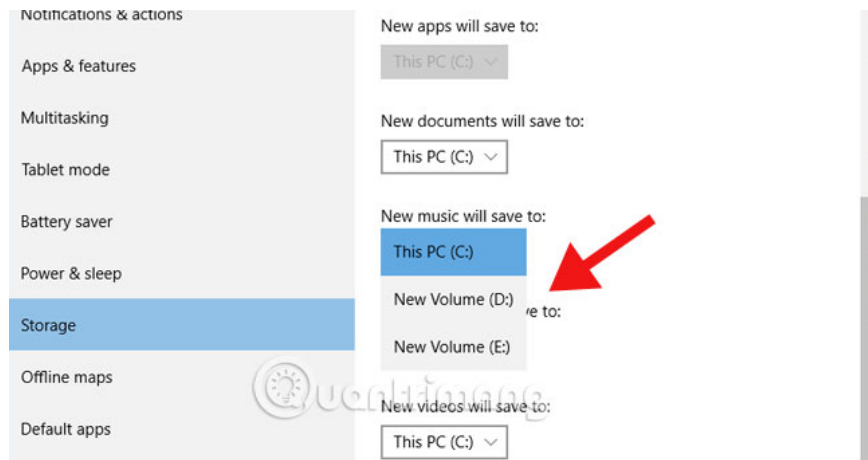 Notifications & actions
Apps & features
Multitasking
Tablet mode
Battery saver
Power & sleep
Storage
Offline maps
Default apps
New apps will save to:
This PC (C:)
New documents will save to:
This PC (C:)
New music will save to:
This PC (C:)
New Volume (D:)
ve to:
New Volume (E:)
Quantrimang
New videos will save to:
This PC (C:)